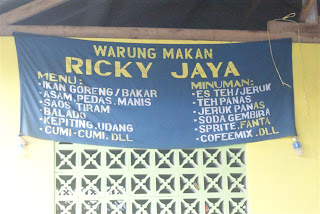 WARUNG MAKAN
RICKY JAYA
MENU:
- IKAN GORENG/BAKAR
- ASAM, PEDAS, MANIS
- SAOS TIRAM
- BALADO
- KEPITING, UDANG
- CUMI-CUMI. DLL
MINUMAN:
- ES TEH/JERUK
- TEH PANAS
- JERUK PANAS
- SODA GEMBIRA
- SPRITE FANTA
- COFEEMIX. DLL